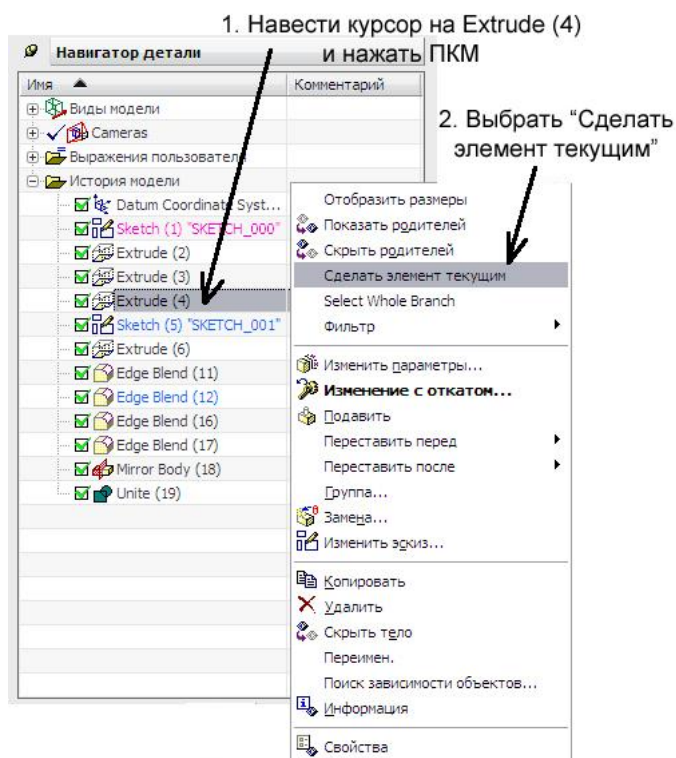 1. Навести курсор на Extrude (4)
и нажать ПКМ
Навигатор детали
Имя
Комментарий
2. Выбрать “Сделать
элемент текущим”
Виды модели
Cameras
Выражения пользователя
История модели
Datum Coordinate Syst...
Sketch (1) "SKETCH_000"
Extrude (2)
Extrude (3)
Extrude (4)
Sketch (5) "SKETCH_001"
Extrude (6)
Edge Blend (11)
Edge Blend (12)
Edge Blend (16)
Edge Blend (17)
Mirror Body (18)
Unite (19)
Отобразить размеры
Показать родителей
Скрыть родителей
Сделать элемент текущим
Select Whole Branch
Фильтр
Изменить параметры...
Изменение с откатом...
Подавить
Переставить перед
Переставить после
Группа...
Замена...
Изменить эскиз...
Копировать
Удалить
Скрыть тело
Переимен.
Поиск зависимости объектов...
Информация
Свойства